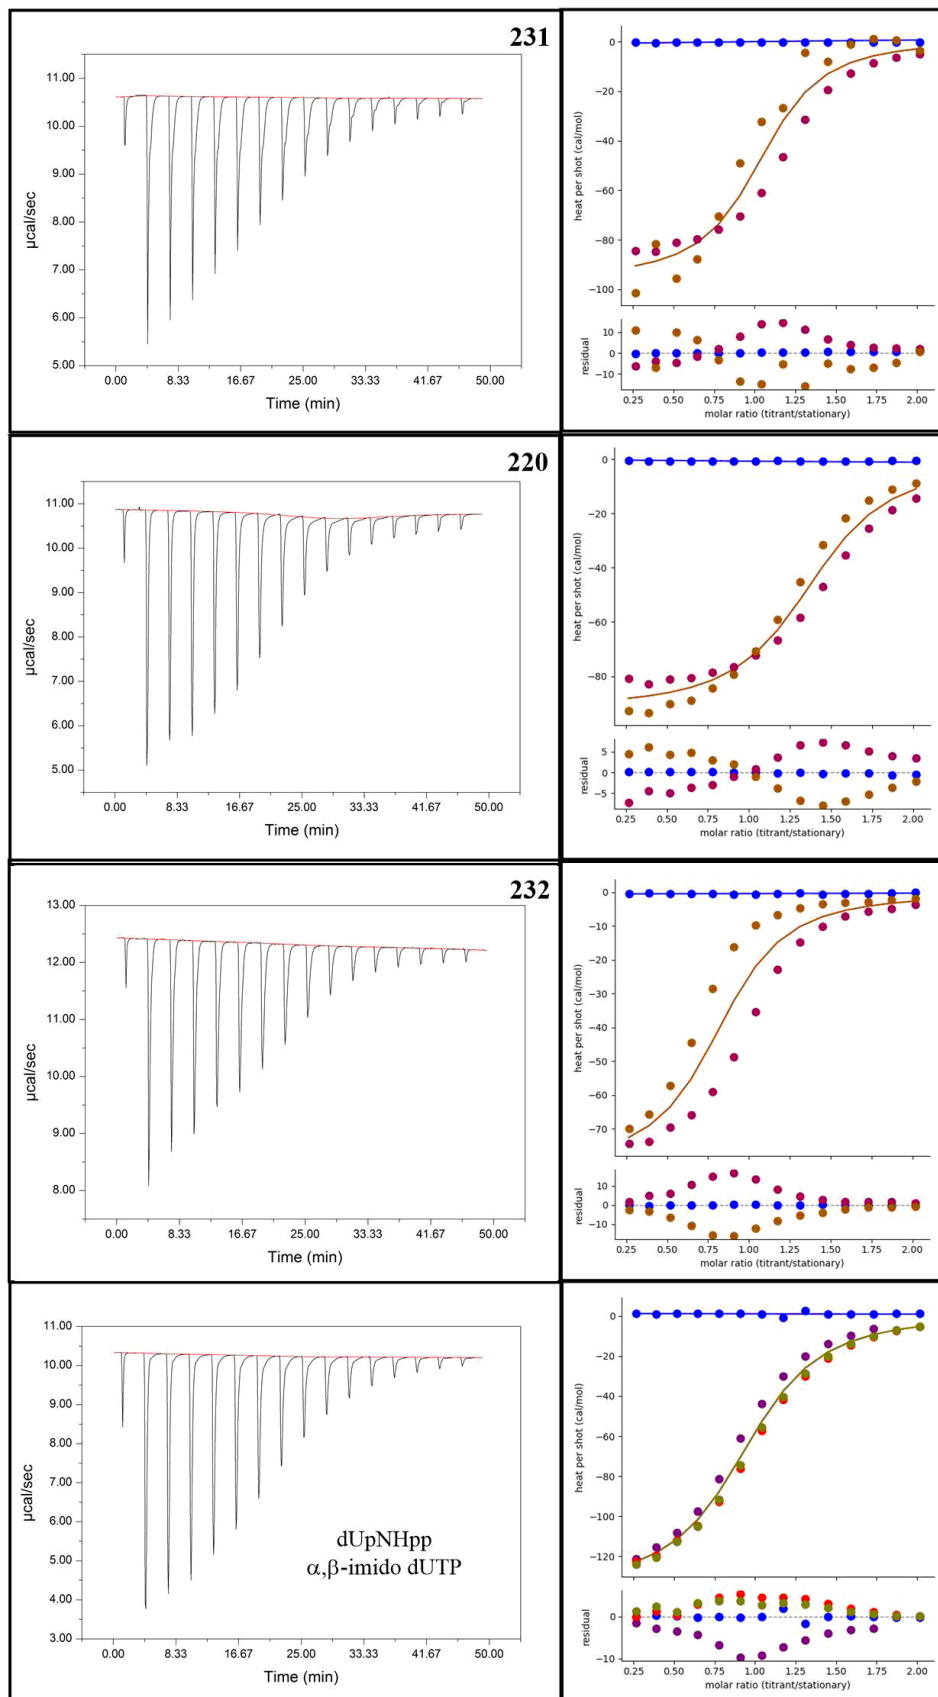 231
11.00
10.00
9.00
8.00
7.00
6.00
5.00
µcal/sec
0.00 8.33 16.67 25.00 33.33 41.67 50.00
Time (min)
0
−20
−40
−60
−80
−100
heat per shot (cal/mol)
10
0
−10
residual
0.25 0.50 0.75 1.00 1.25 1.50 1.75 2.00
molar ratio (titrant/stationary)
220
11.00
10.00
9.00
8.00
7.00
6.00
5.00
µcal/sec
0.00 8.33 16.67 25.00 33.33 41.67 50.00
Time (min)
0
−20
−40
−60
−80
heat per shot (cal/mol)
5
0
−5
residual
0.25 0.50 0.75 1.00 1.25 1.50 1.75 2.00
molar ratio (titrant/stationary)
232
13.00
12.00
11.00
10.00
9.00
8.00
µcal/sec
0.00 8.33 16.67 25.00 33.33 41.67 50.00
Time (min)
0
−10
−20
−30
−40
−50
−60
−70
heat per shot (cal/mol)
10
0
−10
residual
0.25 0.50 0.75 1.00 1.25 1.50 1.75 2.00
molar ratio (titrant/stationary)
11.00
10.00
9.00
8.00
7.00
6.00
5.00
4.00
3.00
µcal/sec
dUpNHpp
α,β-imido dUTP
0.00 8.33 16.67 25.00 33.33 41.67 50.00
Time (min)
0
−20
−40
−60
−80
−100
−120
heat per shot (cal/mol)
0
−10
residual
0.25 0.50 0.75 1.00 1.25 1.50 1.75 2.00
molar ratio (titrant/stationary)